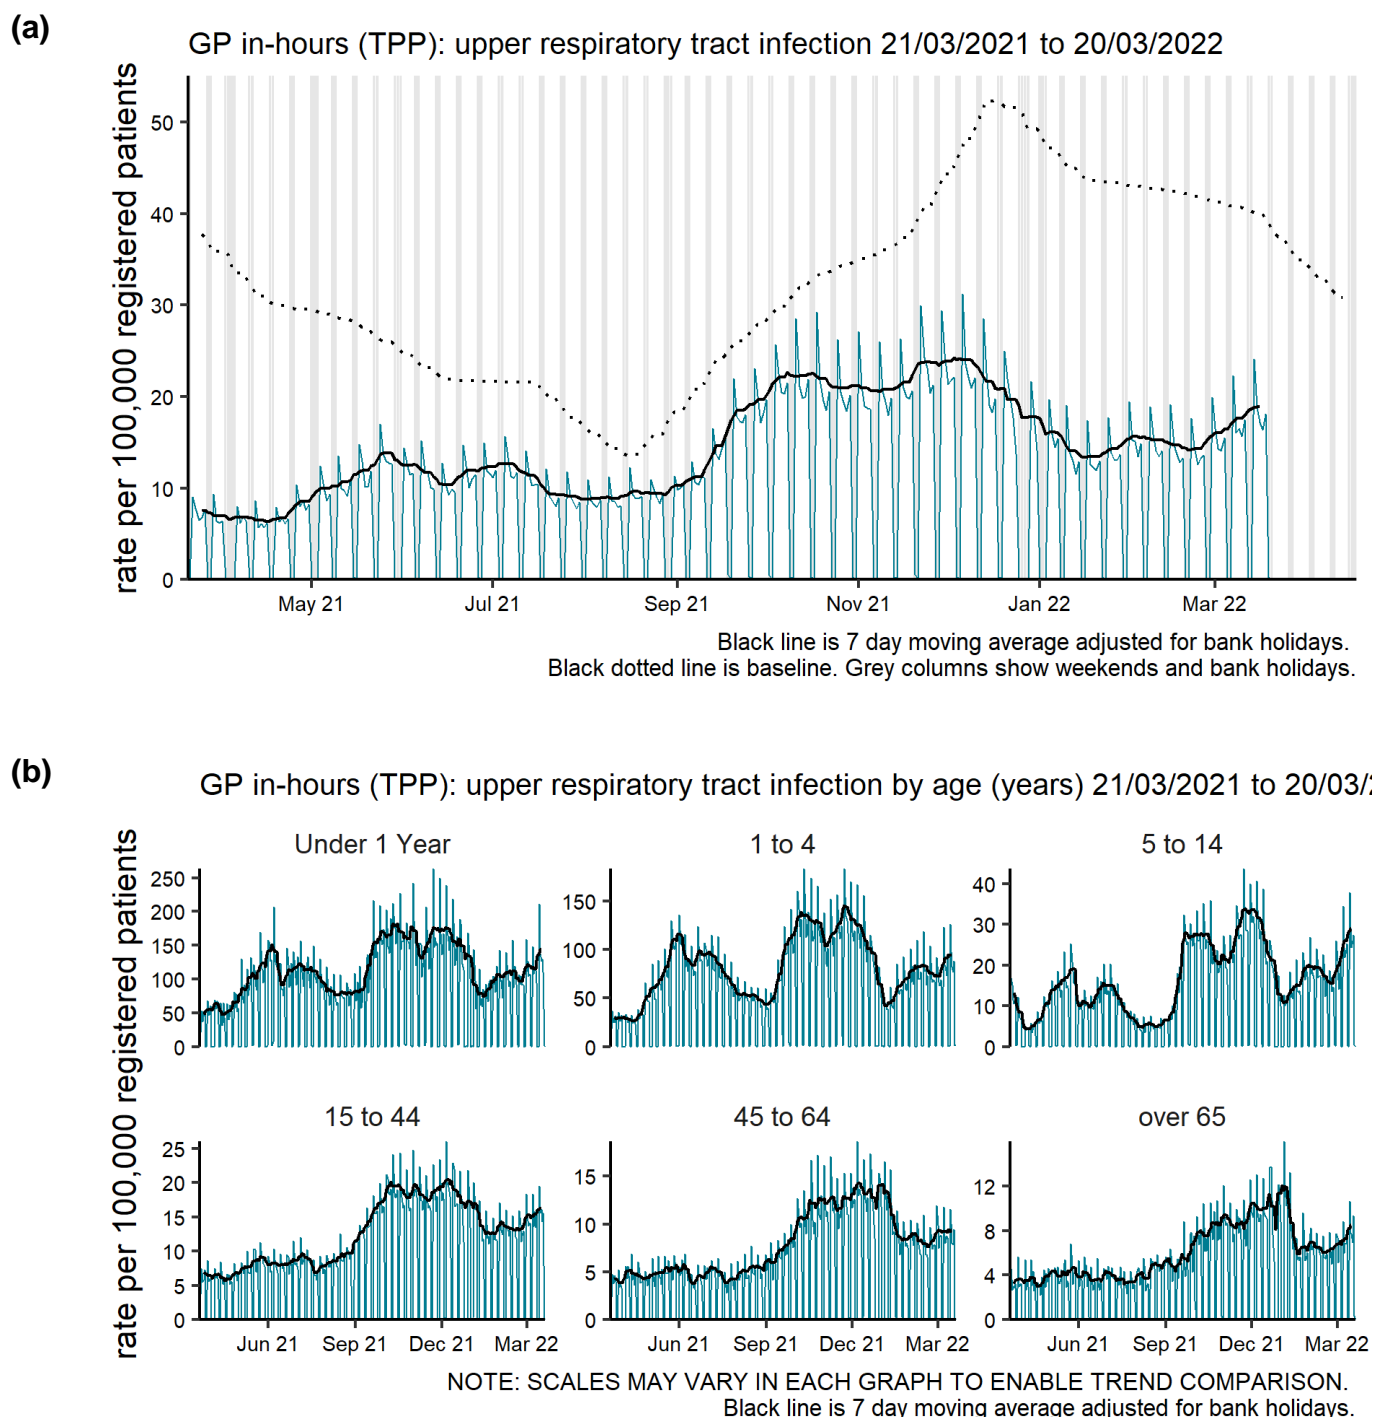 (a)
GP in-hours (TPP): upper respiratory tract infection 21/03/2021 to 20/03/2022
rate per 100,000 registered patients
50
40
30
20
10
0
May 21
Jul 21
Sep 21
Nov 21
Jan 22
Mar 22
Black line is 7 day moving average adjusted for bank holidays.
Black dotted line is baseline. Grey columns show weekends and bank holidays.
(b)
GP in-hours (TPP): upper respiratory tract infection by age (years) 21/03/2021 to 20/03/2
rate per 100,000 registered patients
Under 1 Year
250
200
150
100
50
0
1 to 4
150
100
50
0
5 to 14
40
30
20
10
0
15 to 44
25
20
15
10
5
0
Jun 21
Sep 21
Dec 21
Mar 22
45 to 64
15
10
5
0
Jun 21
Sep 21
Dec 21
Mar 22
over 65
12
8
4
0
Jun 21
Sep 21
Dec 21
Mar 22
NOTE: SCALES MAY VARY IN EACH GRAPH TO ENABLE TREND COMPARISON.
Black line is 7 day moving average adjusted for bank holidays.